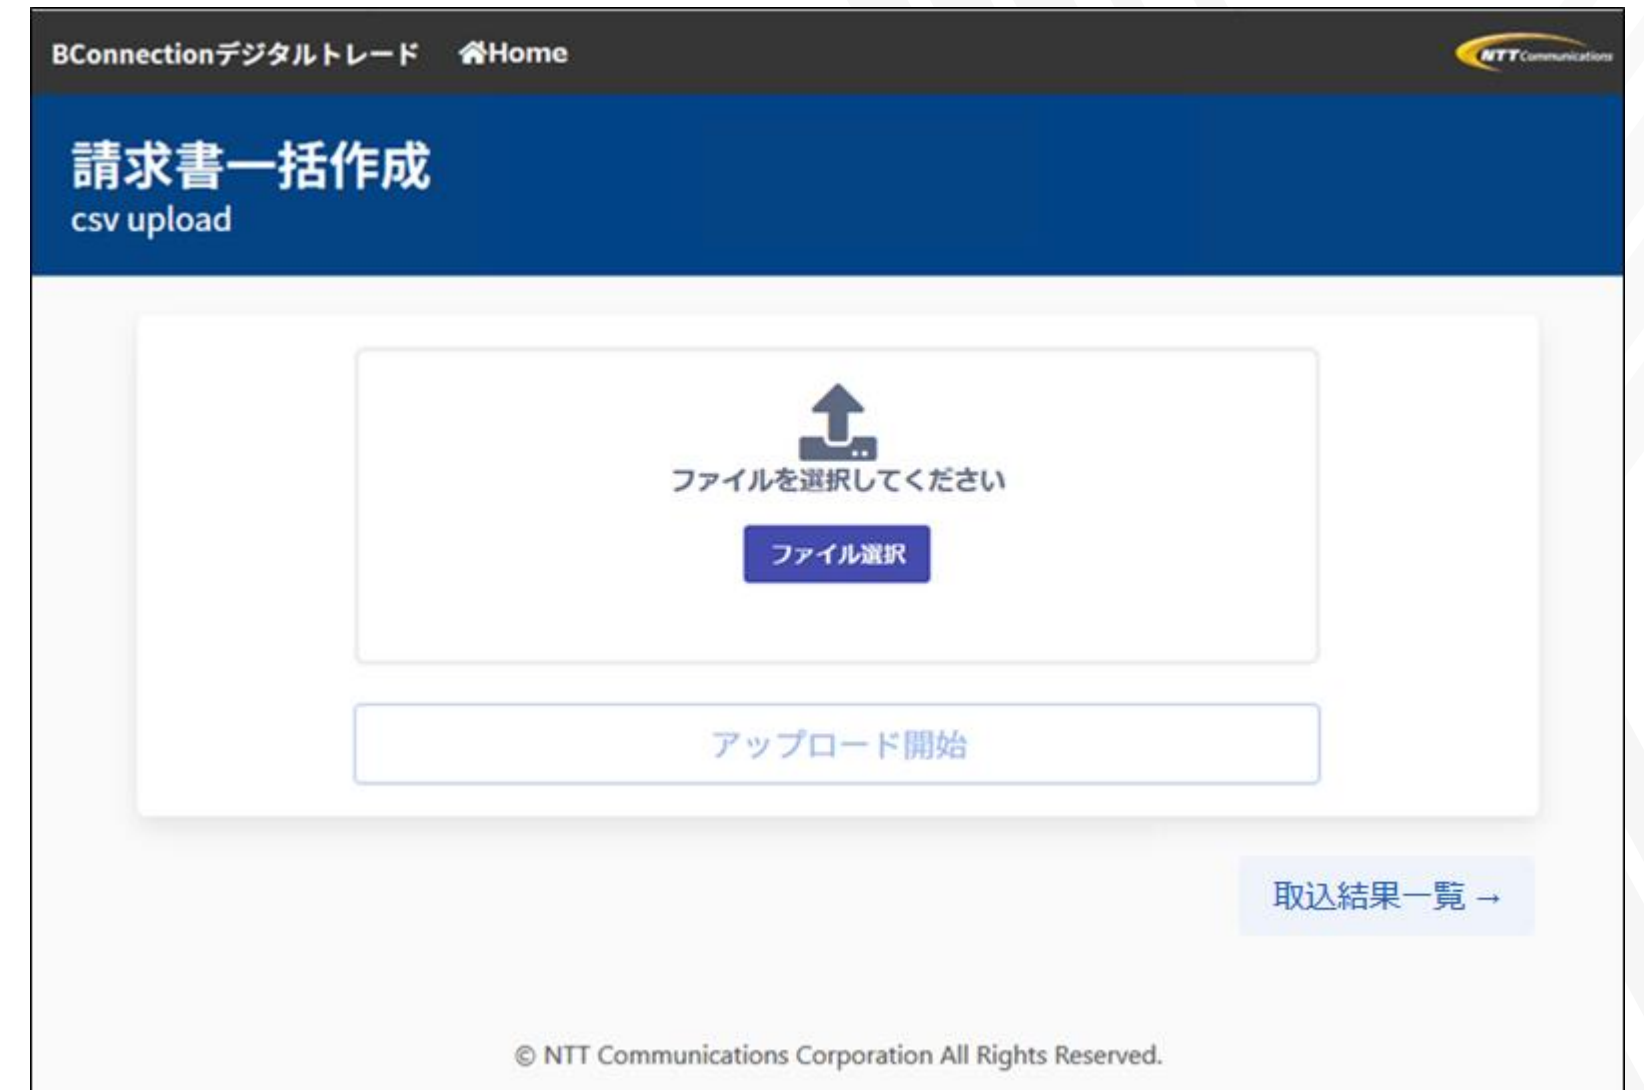 BConnectionデジタルトレード Home
NTT Communications
請求書一括作成
csv upload
ファイルを選択してください
ファイル選択
アップロード開始
取込結果一覧 →
© NTT Communications Corporation All Rights Reserved.